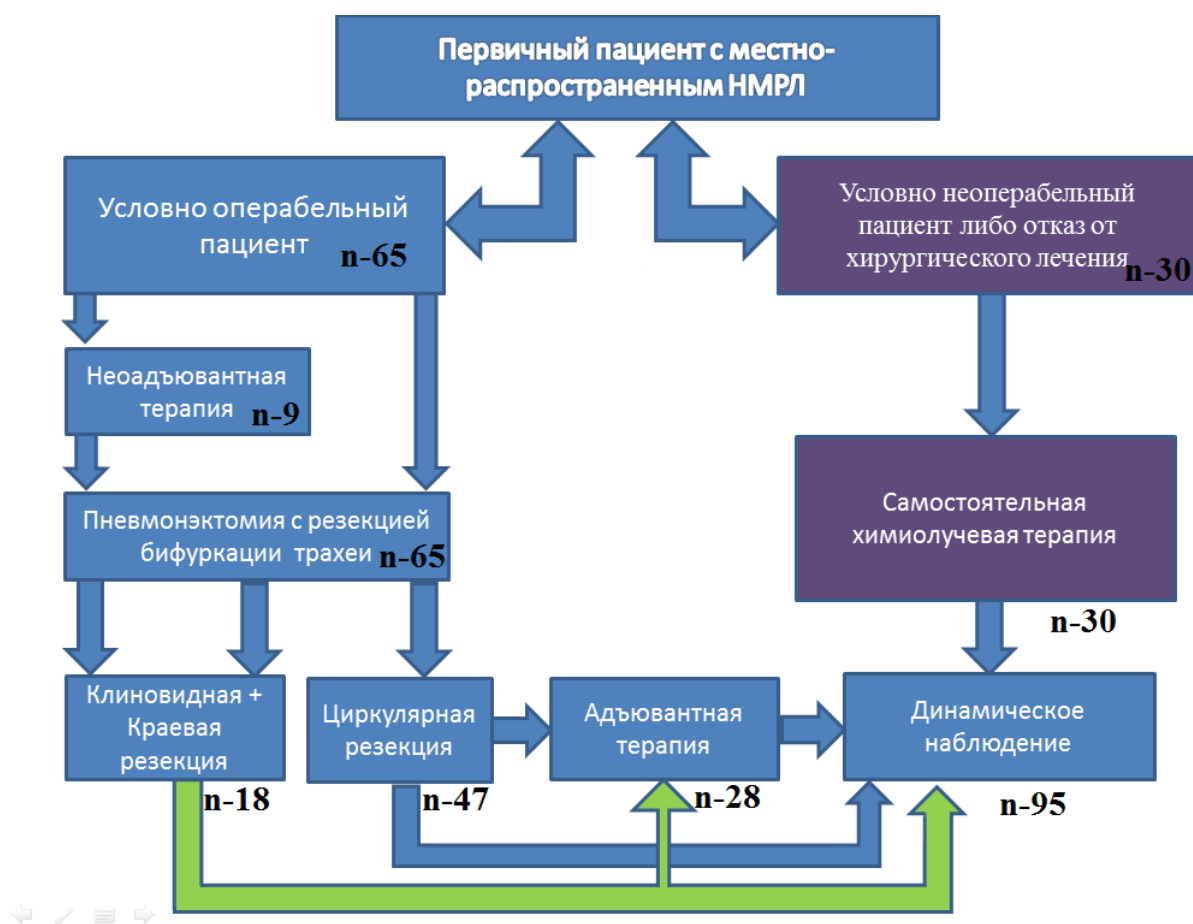 Первичный пациент с местно-
распространенным НМРЛ
Условно операбельный
пациент
n-65
Условно неоперабельный
пациент либо отказ от
хирургического лечения
n-30
Неоадъювантная
терапия
n-9
Пневмонэктомия с резекцией
бифуркации трахеи
n-65
Самостоятельная
химиолучевая терапия
n-30
Клиновидная +
Краевая
резекция
n-18
Циркулярная
резекция
n-47
Адъювантная
терапия
n-28
Динамическое
наблюдение
n-95